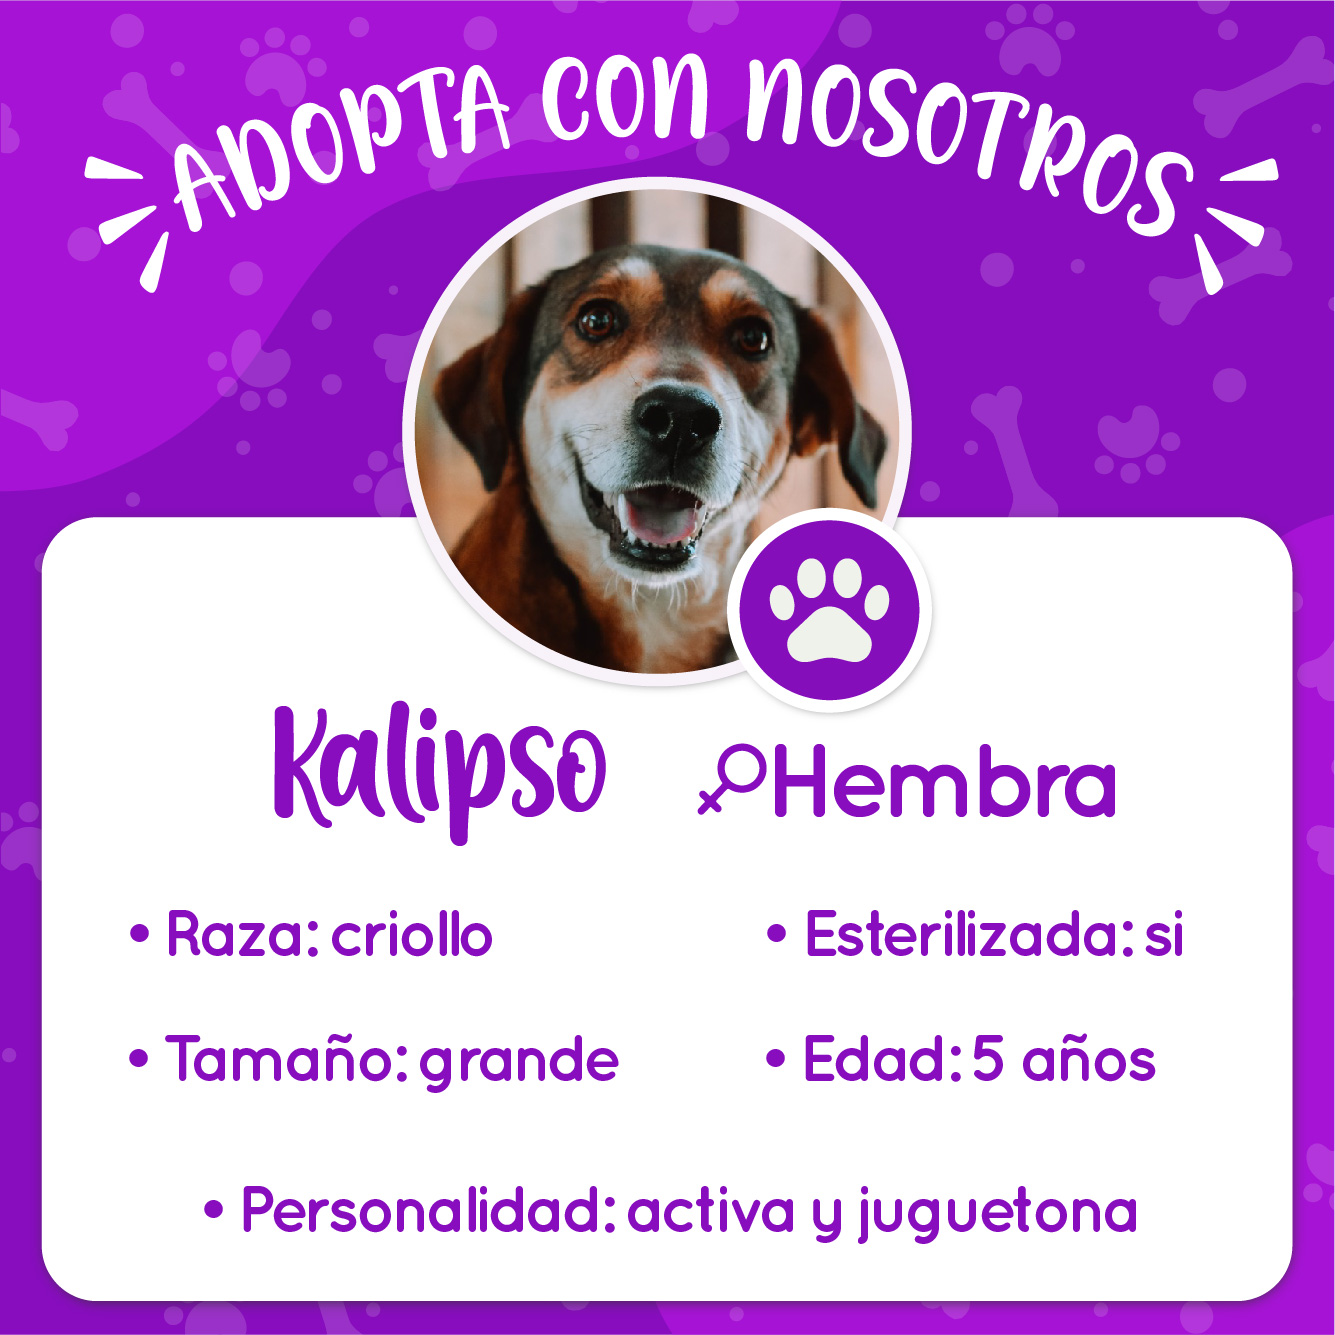 ADOPTA CON NOSOTROS
Kalipso
Hembra
• Raza: criollo
• Esterilizada: si
• Tamaño: grande
• Edad: 5 años
• Personalidad: activa y juguetona